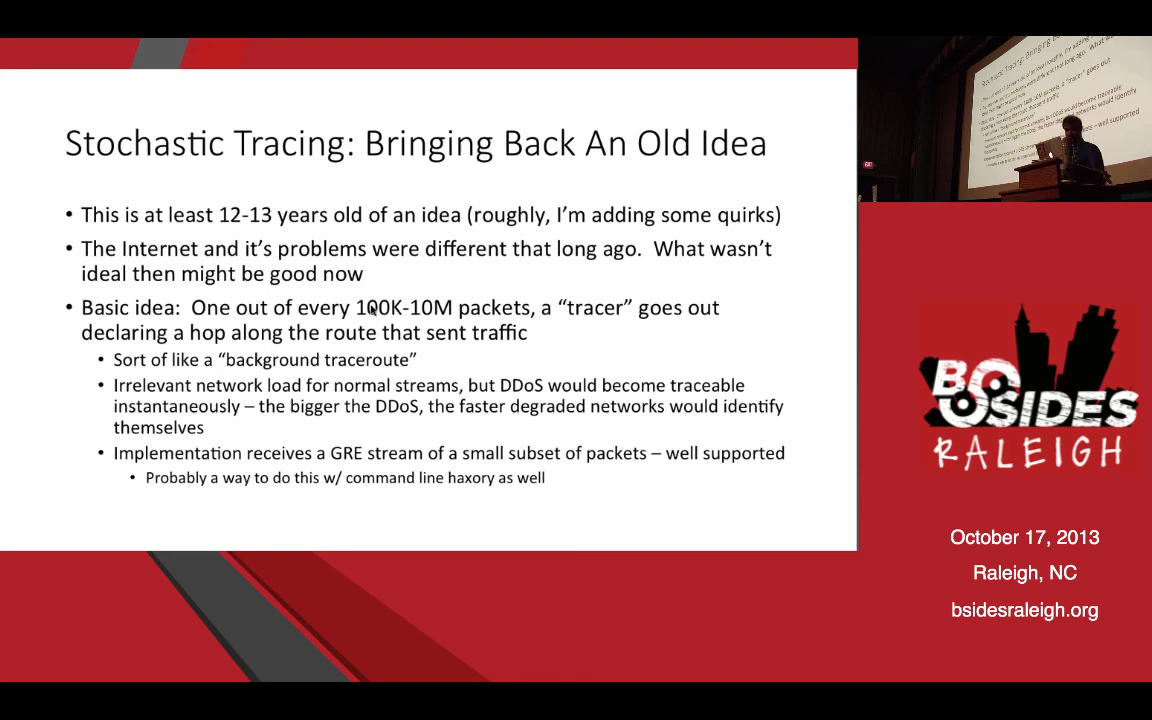 Stochastic Tracing: Bringing Back An Old Idea
• This is at least 12-13 years old of an idea (roughly, I'm adding some quirks)
• The Internet and it's problems were different that long ago.  What wasn't
ideal then might be good now
• Basic idea:  One out of every 100K-10M packets, a “tracer” goes out
declaring a hop along the route that sent traffic
• Sort of like a “background traceroute”
• Irrelevant network load for normal streams, but DDoS would become traceable
instantaneously – the bigger the DDoS, the faster degraded networks would identify
themselves
• Implementation receives a GRE stream of a small subset of packets – well supported
• Probably a way to do this w/ command line haxory as well
BSIDES
RALEIGH
October 17, 2013
Raleigh, NC
bsidesraleigh.org